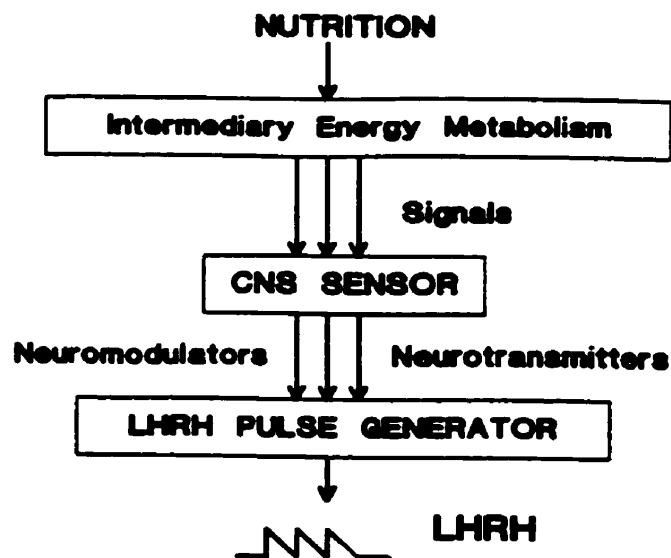 NUTRITION
Intermediary Energy Metabolism
Signals
CNS SENSOR
Neuromodulators Neurotransmitters
LHRH PULSE GENERATOR
LHRH